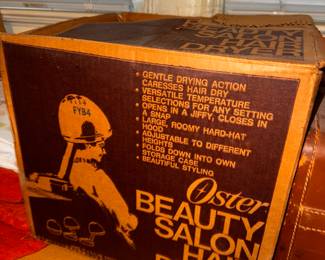 BEAUTY
• GENTLE DRYING ACTION
CARESSES HAIR DRY
• VERSATILE TEMPERATURE
SELECTIONS FOR ANY SETTING
• OPENS IN A JIFFY, CLOSES IN
A SNAP
• LARGE, ROOMY HARD-HAT
HOOD
• ADJUSTABLE TO DIFFERENT
HEIGHTS
• FOLDS DOWN INTO OWN
STORAGE CASE
• BEAUTIFUL STYLING
FYB4
Oster
BEAUTY
SALON
HAIR